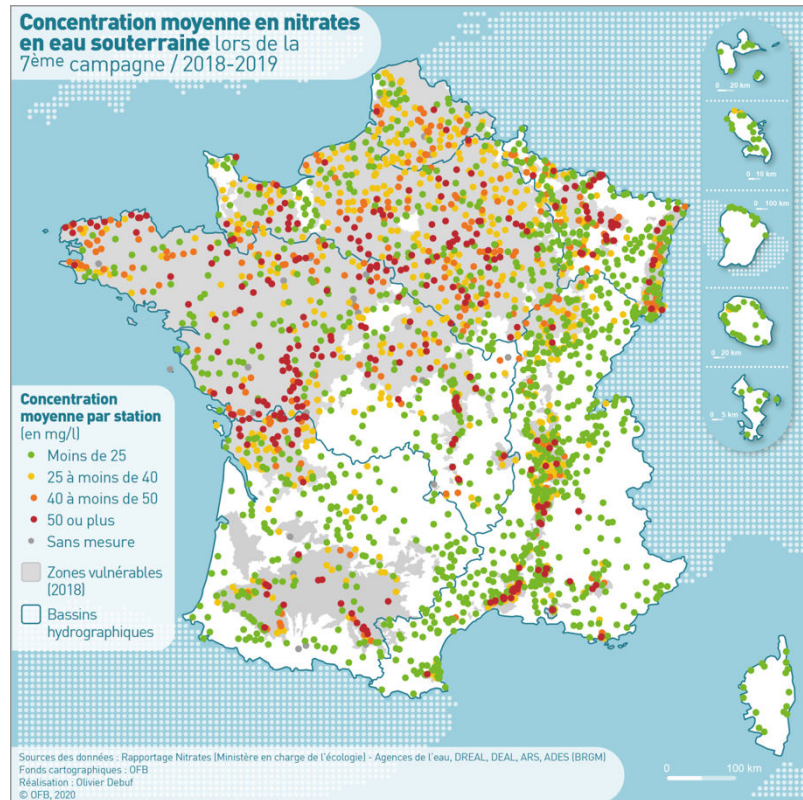 Concentration moyenne en nitrates
en eau souterraine lors de la
7ème campagne / 2018-2019
0 20 km
0 10 km
0 100 km
0 20 km
0 5 km
Concentration
moyenne par station
(en mg/l)
Moins de 25
25 à moins de 40
40 à moins de 50
50 ou plus
Sans mesure
Zones vulnérables
(2018)
Bassins
hydrographiques
Sources des données : Rapportage Nitrates (Ministère en charge de l'écologie) - Agences de l'eau, DREAL, DEAL, ARS, ADES (BRGM)
Fonds cartographiques : OFB
Réalisation : Olivier Debuf
© OFB, 2020
0 100 km